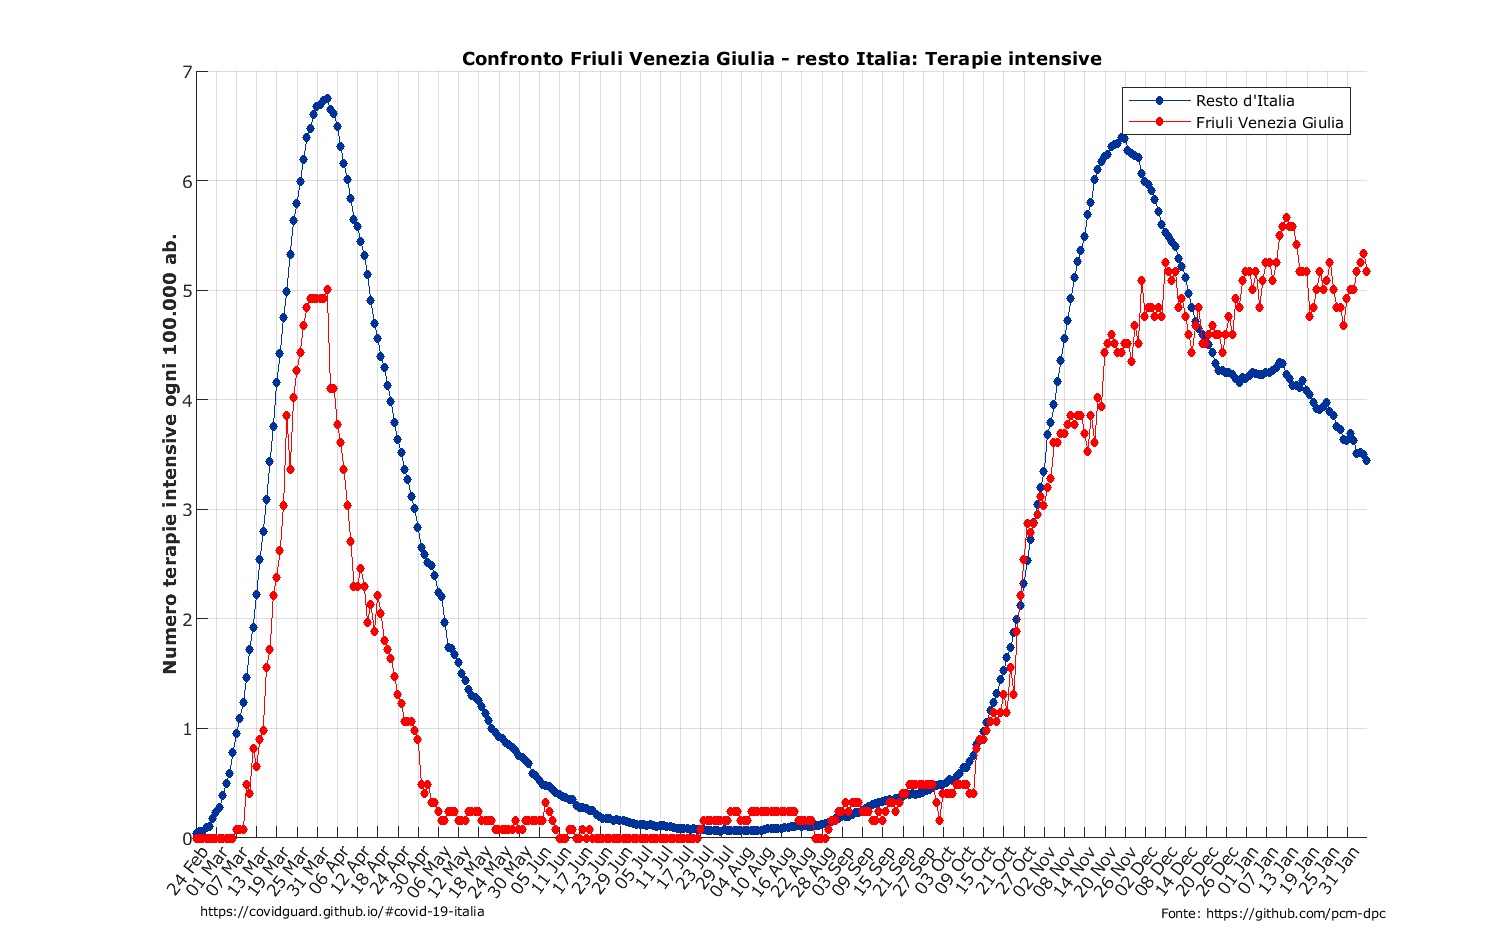 Confronto Friuli Venezia Giulia - resto Italia: Terapie intensive
Resto d'Italia
Friuli Venezia Giulia
Numero terapie intensive ogni 100.000 ab.
7
6
5
4
3
2
1
0
24 Feb
01 Mar
07 Mar
13 Mar
19 Mar
25 Mar
31 Mar
06 Apr
12 Apr
18 Apr
24 Apr
30 Apr
06 May
12 May
18 May
24 May
30 May
05 Jun
11 Jun
17 Jun
23 Jun
29 Jun
05 Jul
11 Jul
17 Jul
23 Jul
29 Jul
04 Aug
10 Aug
16 Aug
22 Aug
28 Aug
03 Sep
09 Sep
15 Sep
21 Sep
27 Sep
03 Oct
09 Oct
15 Oct
21 Oct
27 Oct
02 Nov
08 Nov
14 Nov
20 Nov
26 Nov
02 Dec
08 Dec
14 Dec
20 Dec
26 Dec
01 Jan
07 Jan
13 Jan
19 Jan
25 Jan
31 Jan
https://covidguard.github.io/#covid-19-italia
Fonte: https://github.com/pcm-dpc